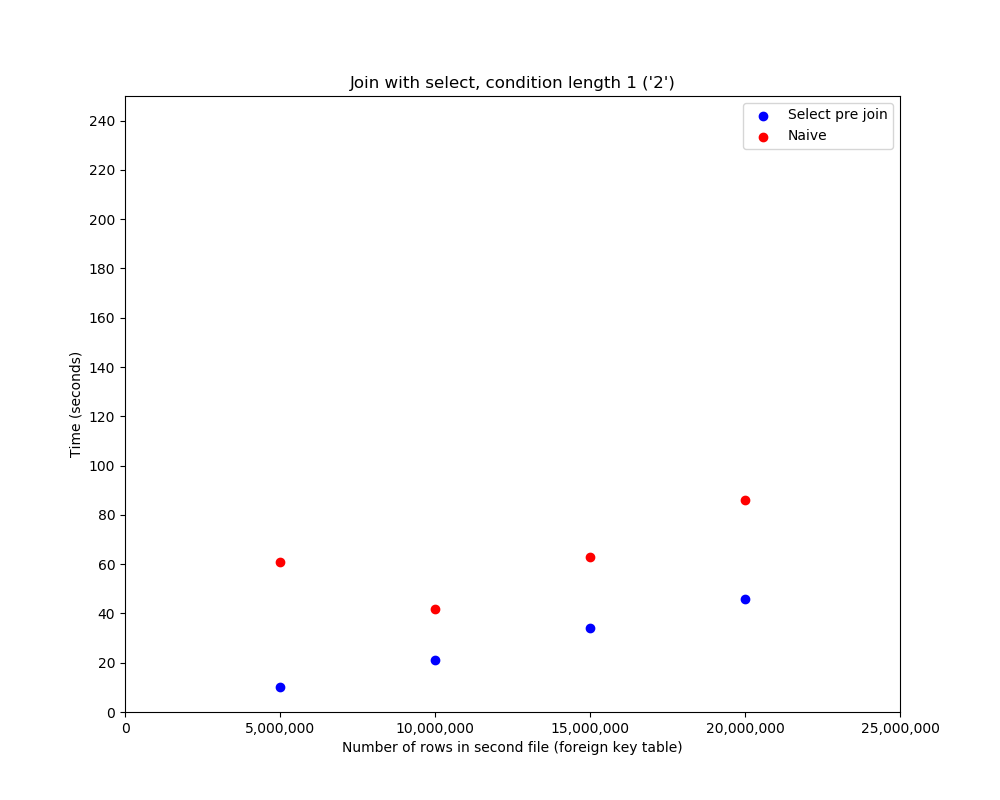 Join with select, condition length 1 ('2')
Select pre join
Naive
240
220
200
180
160
140
120
100
80
60
40
20
0
Time (seconds)
0 5,000,000 10,000,000 15,000,000 20,000,000 25,000,000
Number of rows in second file (foreign key table)